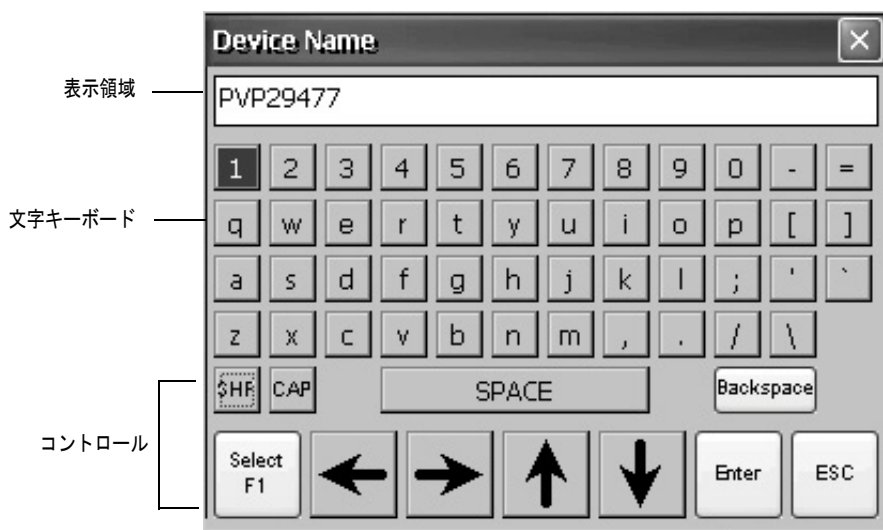 Device Name
表示領域
PVP29477
1 2 3 4 5 6 7 8 9 0 - =
文字キーボード
q w e r t y u i o p [ ]
a s d f g h j k l ; ' `
z x c v b n m , . / \
SHF CAP SPACE Backspace
コントロール
Select F1 Enter ESC